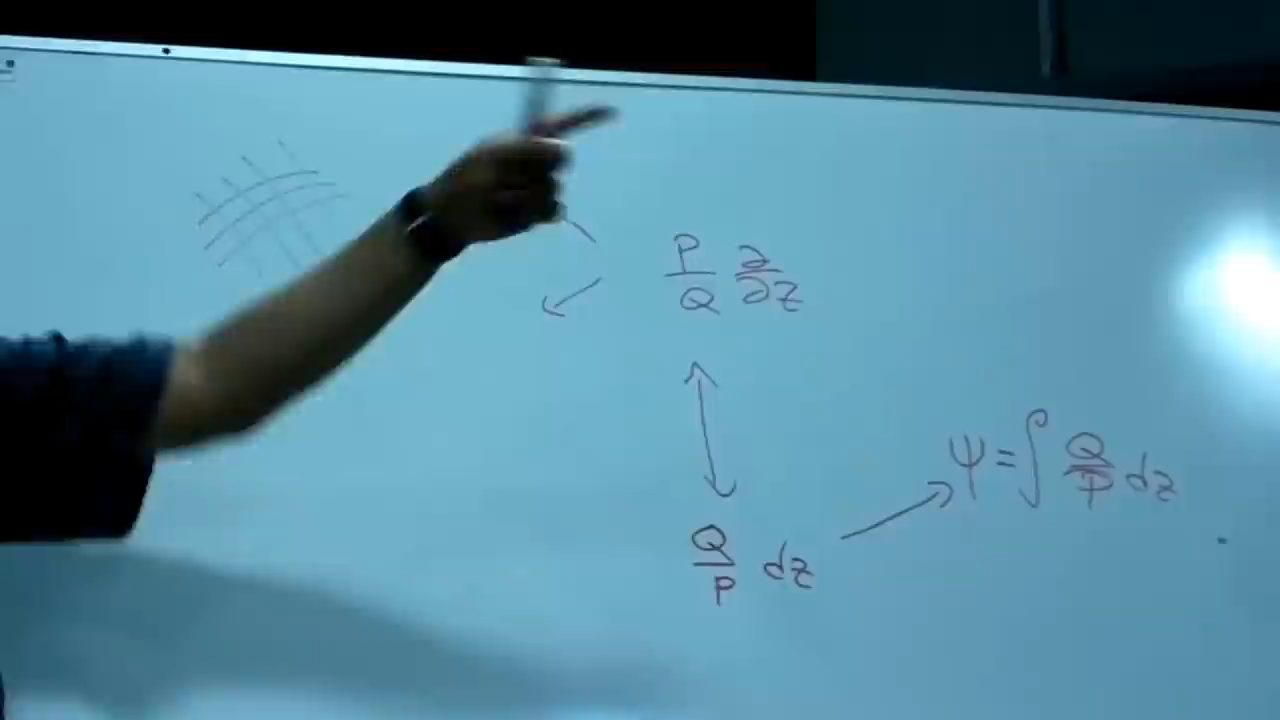 P/Q ∂/∂z
ψ = ∫ Q/P dz
Q/P dz